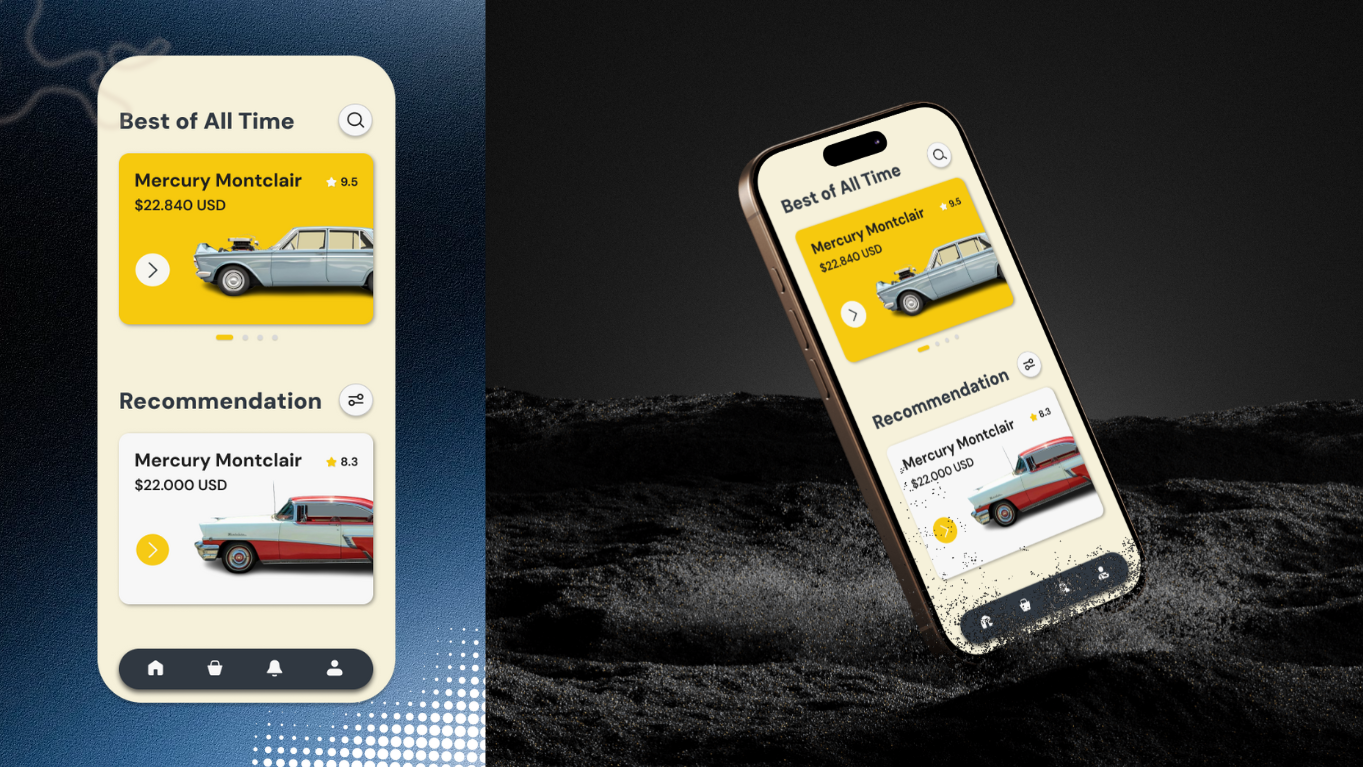 Best of All Time
Mercury Montclair
9.5
$22.840 USD
Recommendation
Mercury Montclair
8.3
$22.000 USD
Best of All Time
Mercury Montclair
9.5
$22.840 USD
Recommendation
Mercury Montclair
8.3
$22.000 USD